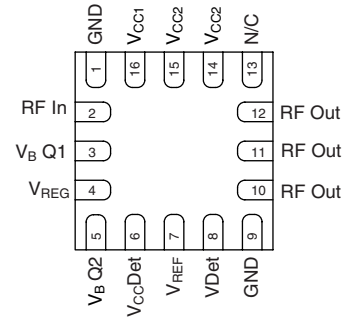 GND
VCC1
VCC2
VCC2
N/C
1
16
15
14
13
RF In
2
12
RF Out
VB Q1
3
11
RF Out
VREG
4
10
RF Out
5
6
7
8
9
VB Q2
VCCDet
VREF
VDet
GND